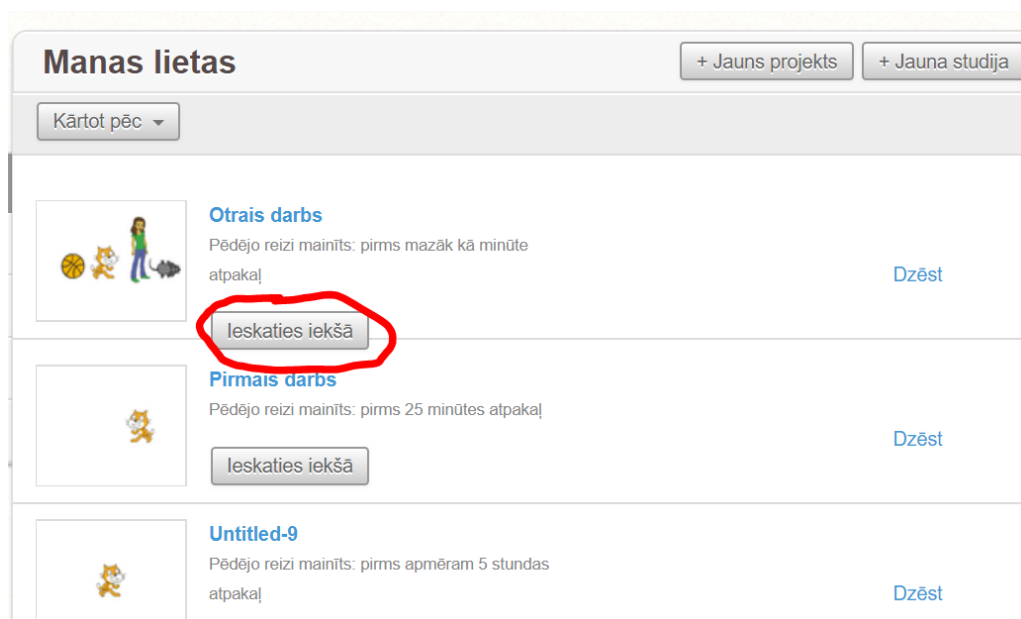 Manas lietas
+ Jauns projekts
+ Jauna studija
Kārtot pēc
Otrais darbs
Pēdējo reizi mainīts: pirms mazāk kā minūte
atpakaļ
Dzēst
Ieskaties iekšā
Pirmais darbs
Pēdējo reizi mainīts: pirms 25 minūtes atpakaļ
Dzēst
Ieskaties iekšā
Untitled-9
Pēdējo reizi mainīts: pirms apmēram 5 stundas
atpakaļ
Dzēst